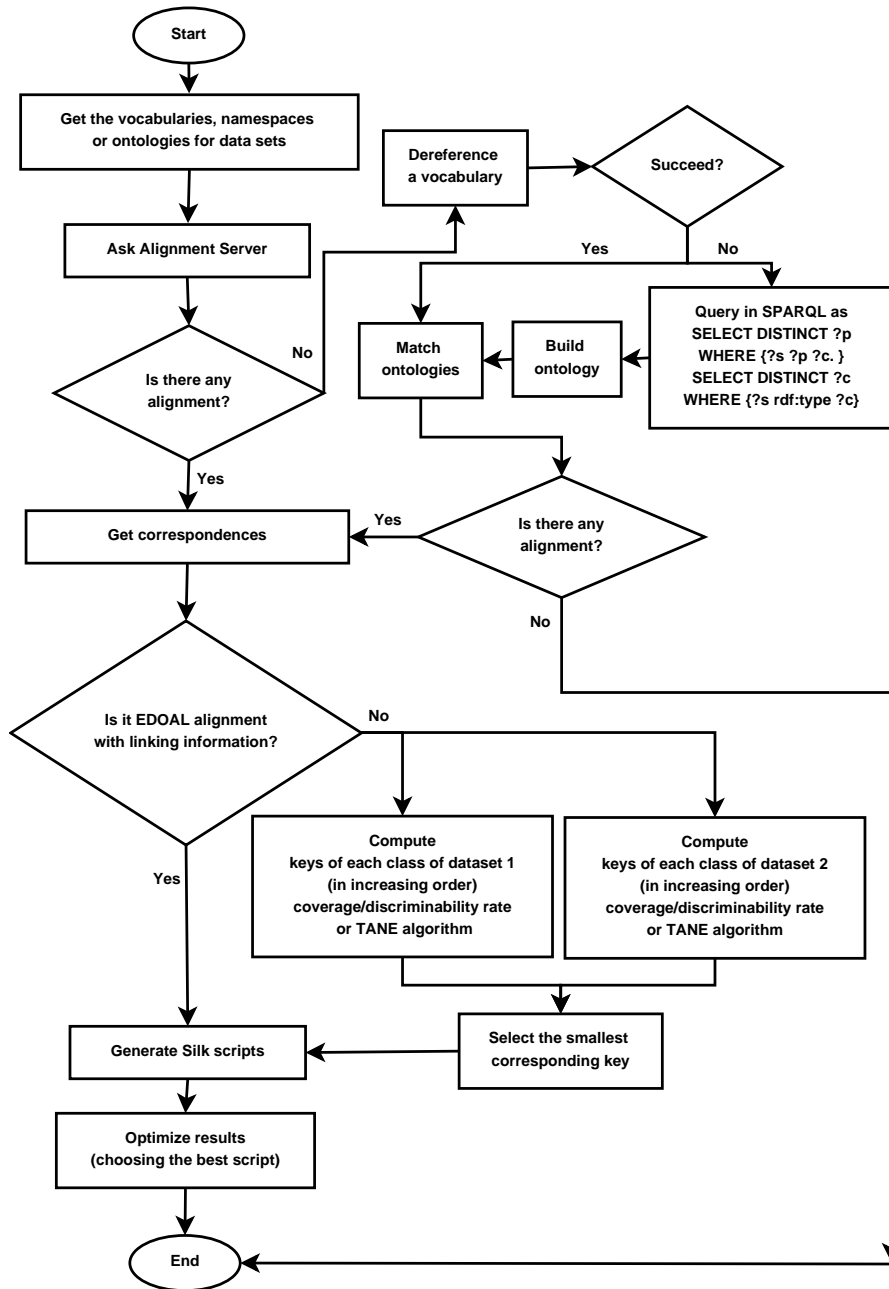 Start
Get the vocabularies, namespaces
or ontologies for data sets
Dereference
a vocabulary
Succeed?
Ask Alignment Server
Yes
No
No
Is there any
alignment?
Match
ontologies
Build
ontology
Query in SPARQL as
SELECT DISTINCT ?p
WHERE {?s ?p ?c. }
SELECT DISTINCT ?c
WHERE {?s rdf:type ?c}
Yes
Get correspondences
Yes
Is there any
alignment?
No
Is it EDOAL alignment
with linking information?
No
Yes
Compute
keys of each class of dataset 1
(in increasing order)
coverage/discriminability rate
or TANE algorithm
Compute
keys of each class of dataset 2
(in increasing order)
coverage/discriminability rate
or TANE algorithm
Generate Silk scripts
Select the smallest
corresponding key
Optimize results
(choosing the best script)
End